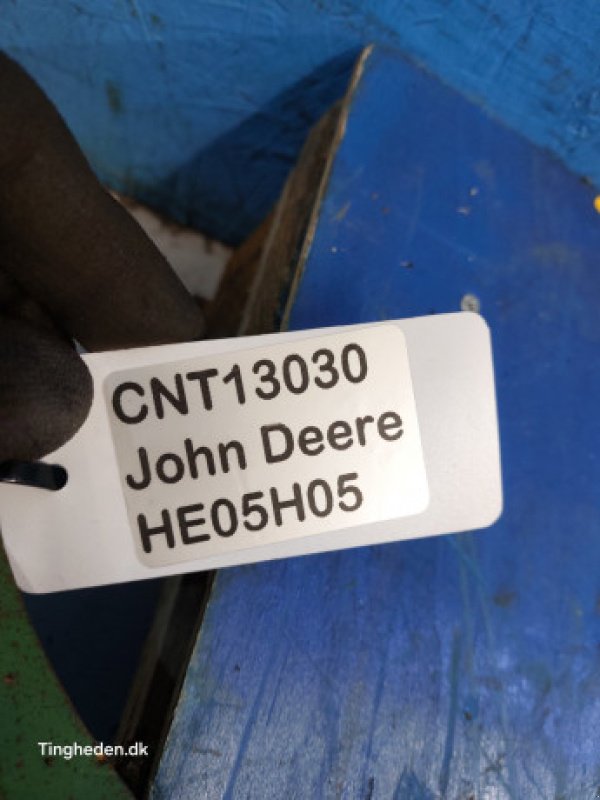 CNT13030
John Deere
HE05H05
Tingheden.dk